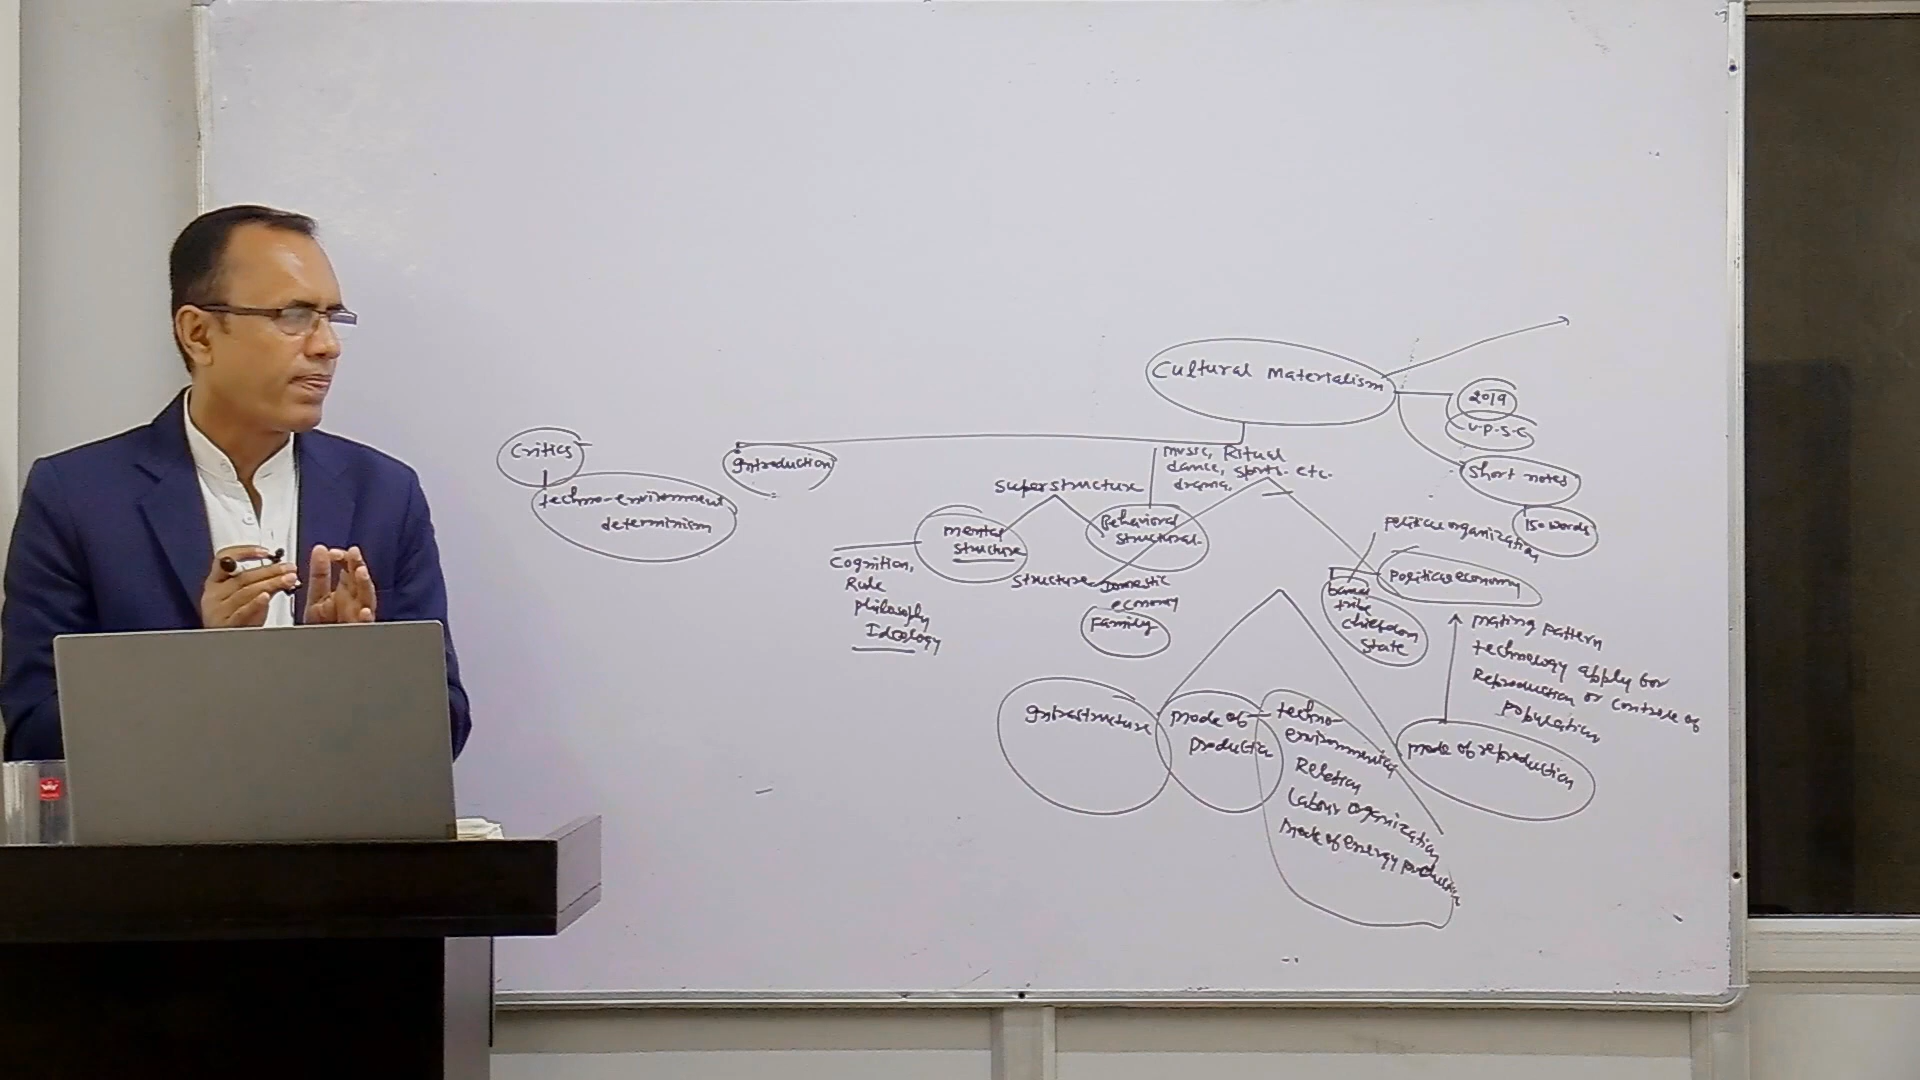 Cultural Materialism
2019
U.P.S.C
Short notes
150 words
Critics
techno-environment
determinism
Introduction
Superstructure
music, Ritual
dance, sports. etc.
drama,
mental
structure
Behavioral
structural.
Cognition,
Rule
philosophy
Ideology
Structure
Domestic
economy
Family
political organization
political economy
band
tribe
chiefdom
state
mating pattern
technology apply for
Reproduction or control of
population
Infrastructure
mode of
production
techno-
environmental
Relation
Labour organization
mode of energy production
mode of reproduction